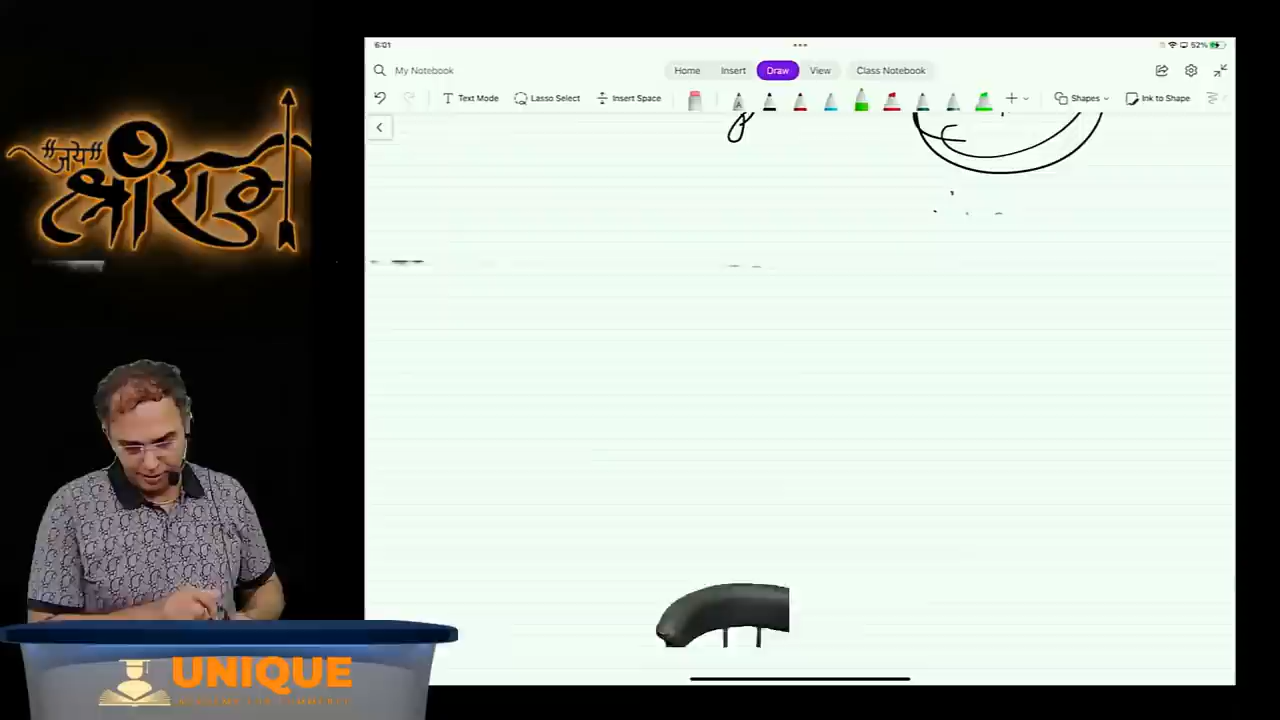 ॥जय॥
श्री राम
6:01
52%
My Notebook
Home Insert Draw View Class Notebook
Text Mode Lasso Select Insert Space Shapes Ink to Shape
UNIQUE